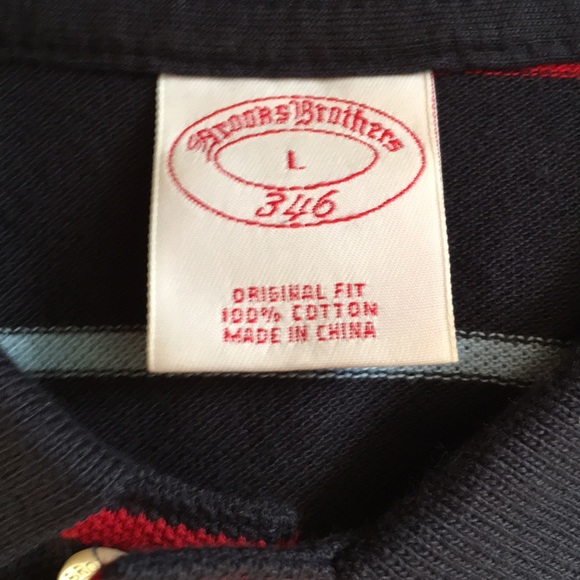 Brooks Brothers
L
346
ORIGINAL FIT
100% COTTON
MADE IN CHINA